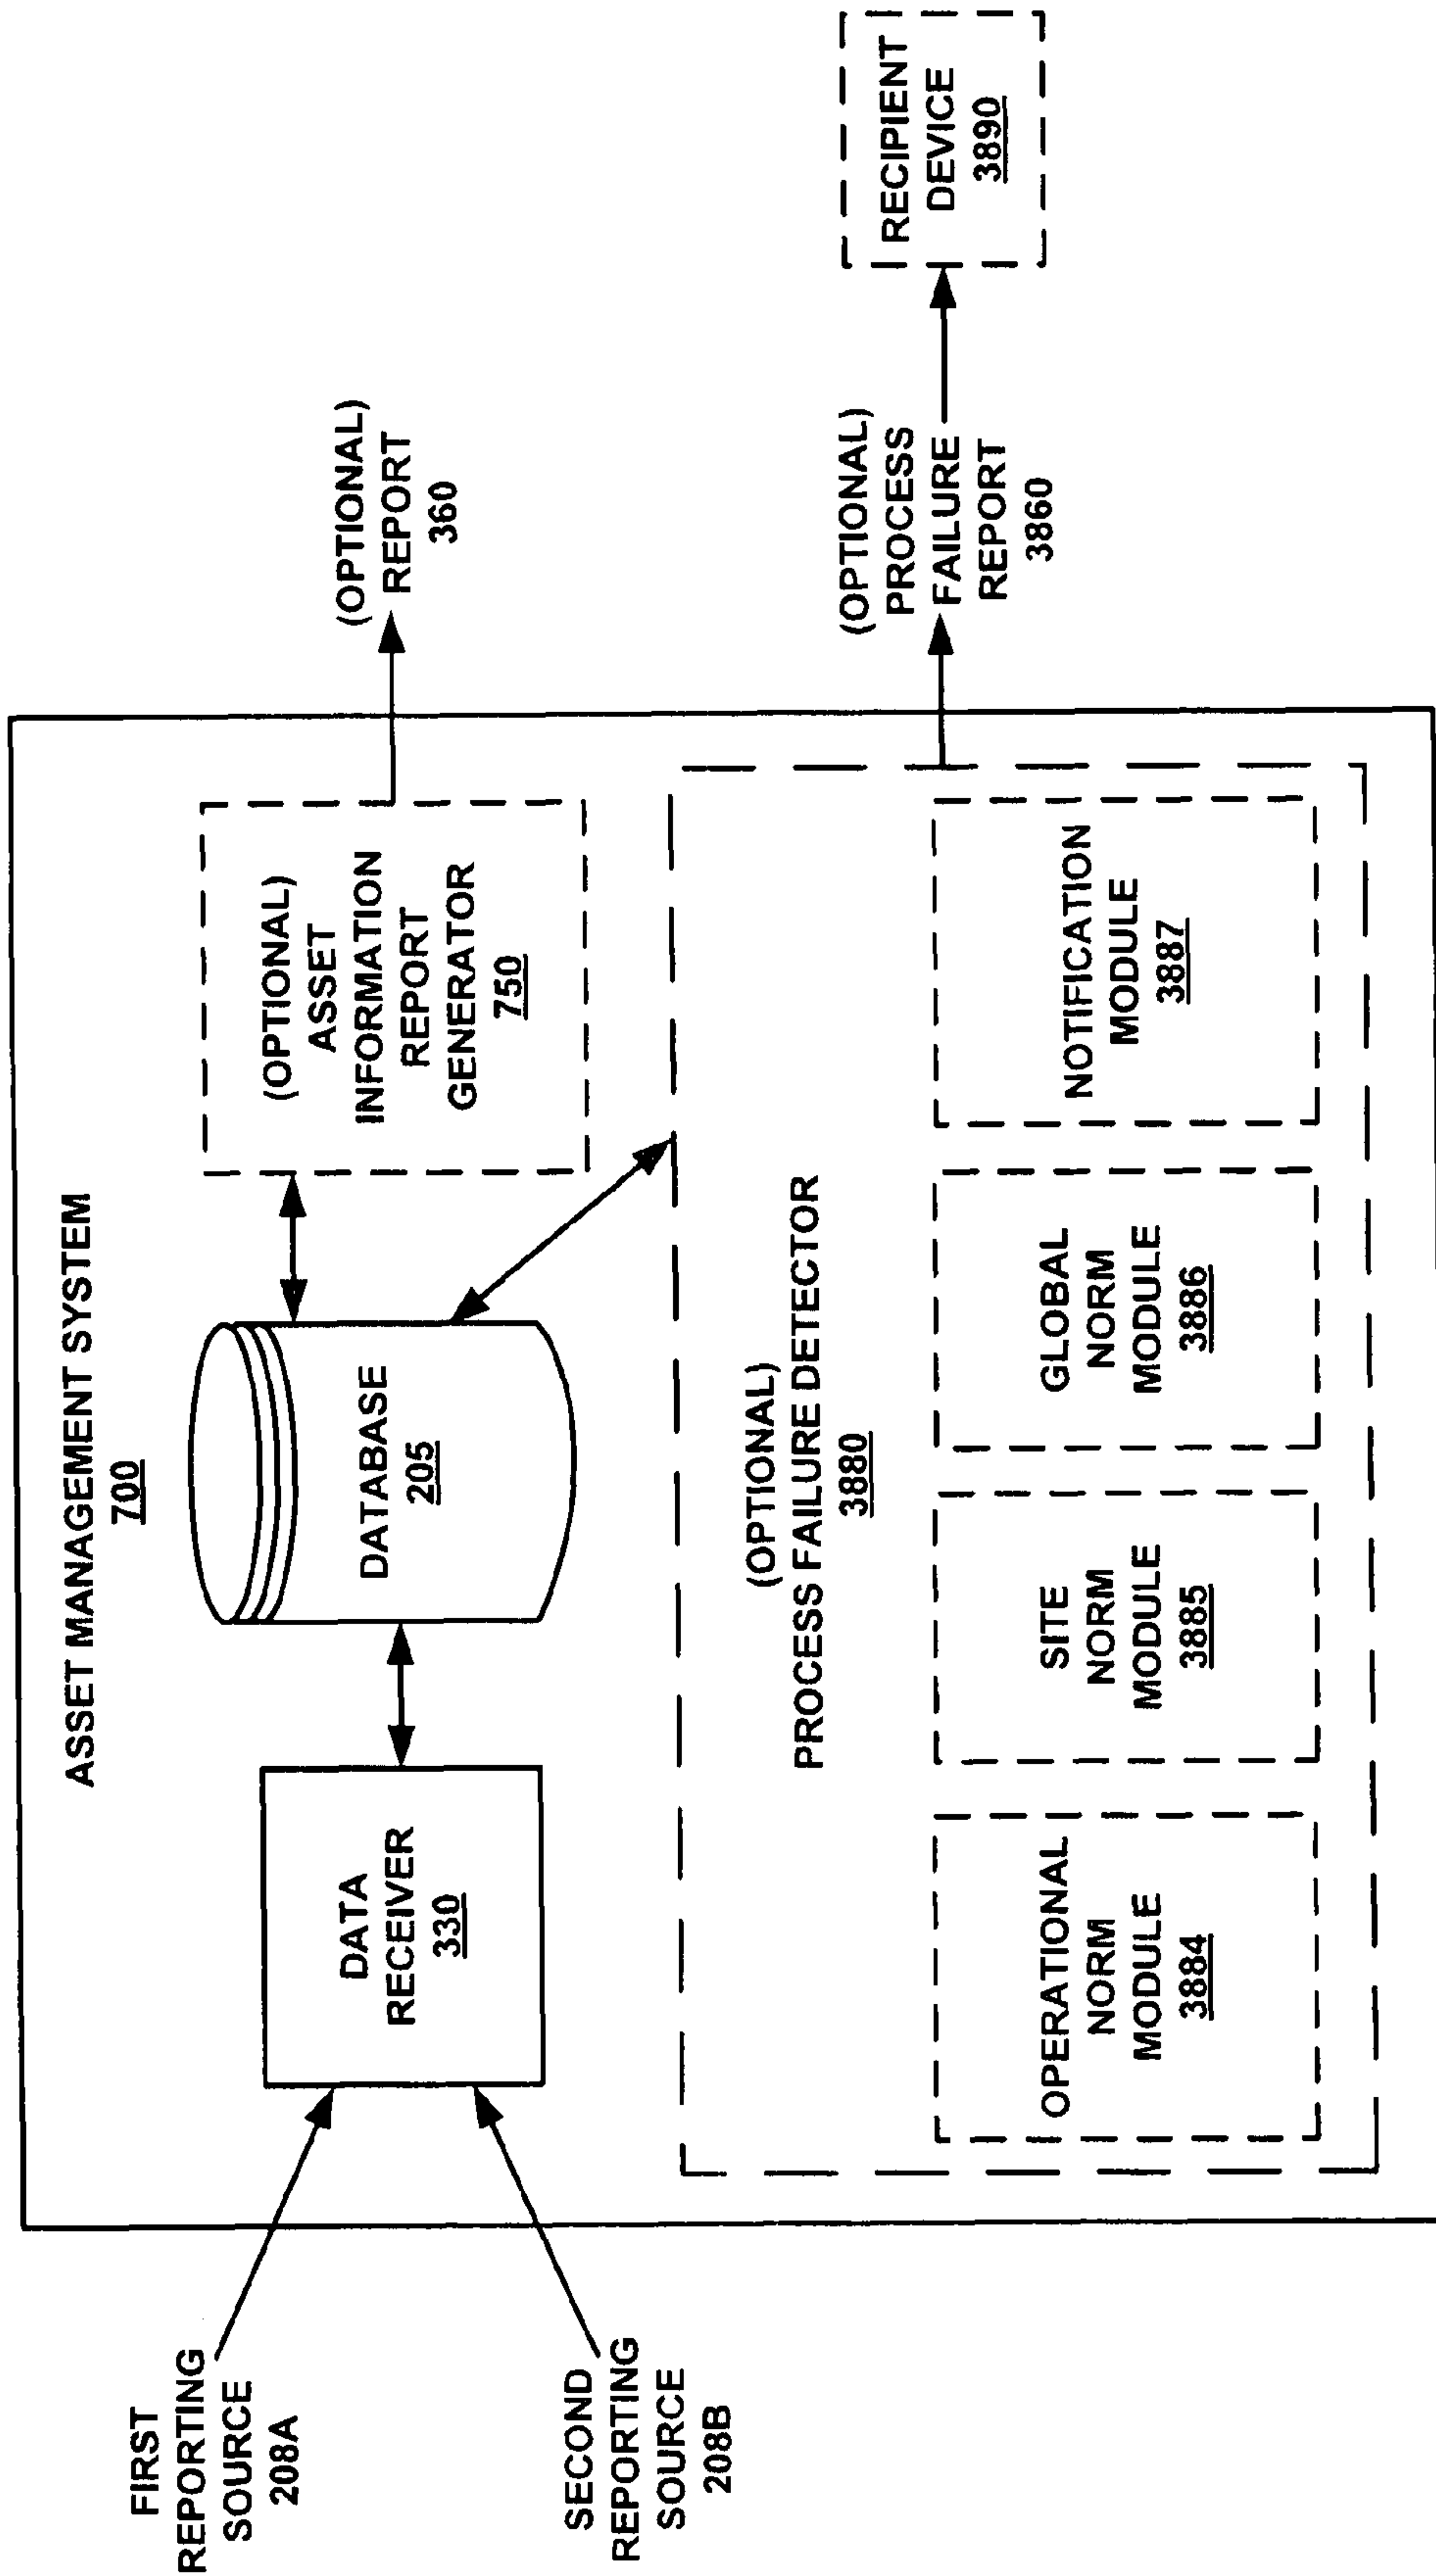 ASSET MANAGEMENT SYSTEM
700
FIRST
REPORTING
SOURCE
208A
SECOND
REPORTING
SOURCE
208B
DATA
RECEIVER
330
DATABASE
205
(OPTIONAL)
ASSET
INFORMATION
REPORT
GENERATOR
750
(OPTIONAL)
REPORT
360
(OPTIONAL)
PROCESS FAILURE DETECTOR
3880
OPERATIONAL
NORM
MODULE
3884
SITE
NORM
MODULE
3885
GLOBAL
NORM
MODULE
3886
NOTIFICATION
MODULE
3887
(OPTIONAL)
PROCESS
FAILURE
REPORT
3860
RECIPIENT
DEVICE
3890